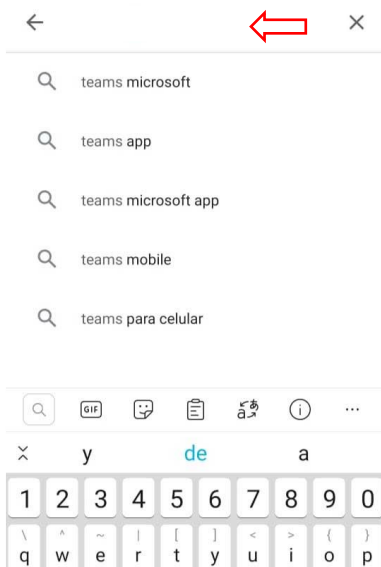 teams microsoft
teams app
teams microsoft app
teams mobile
teams para celular
GIF
y de a
1 2 3 4 5 6 7 8 9 0
\ ^ ~ | [ ] < > { }
q w e r t y u i o p